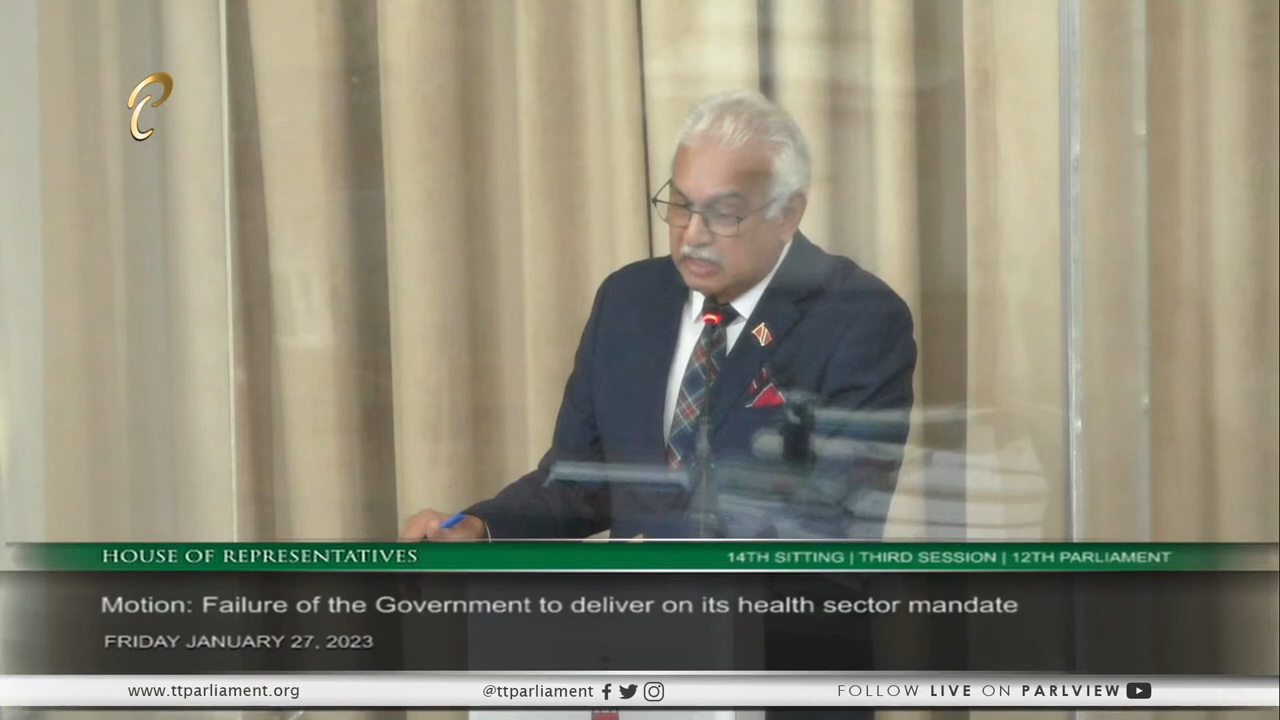 HOUSE OF REPRESENTATIVES
14TH SITTING | THIRD SESSION | 12TH PARLIAMENT
Motion: Failure of the Government to deliver on its health sector mandate
FRIDAY JANUARY 27, 2023
www.ttparliament.org
@ttparliament
FOLLOW LIVE ON PARLVIEW